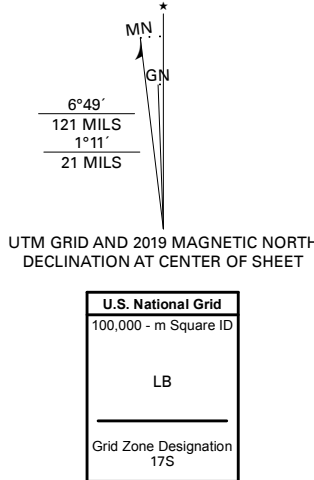 ★
MN
GN
6°49´
121 MILS
1°11´
21 MILS
UTM GRID AND 2019 MAGNETIC NORTH
DECLINATION AT CENTER OF SHEET
U.S. National Grid
100,000 - m Square ID
LB
Grid Zone Designation
17S